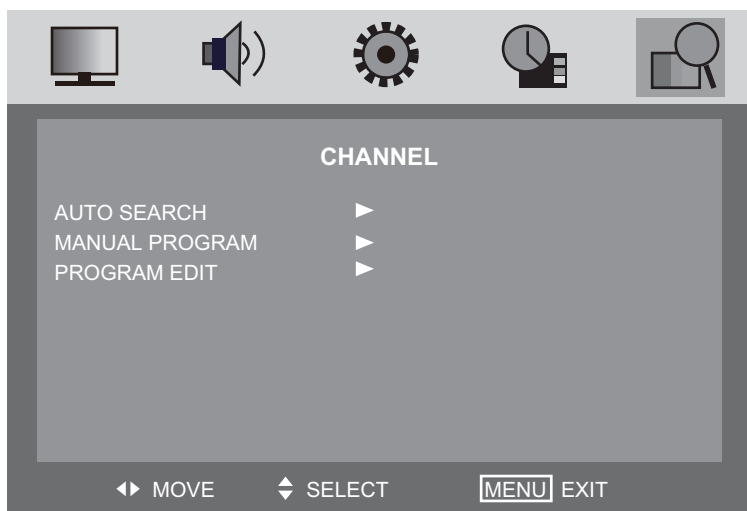 CHANNEL
AUTO SEARCH
MANUAL PROGRAM
PROGRAM EDIT
MOVE SELECT MENU EXIT